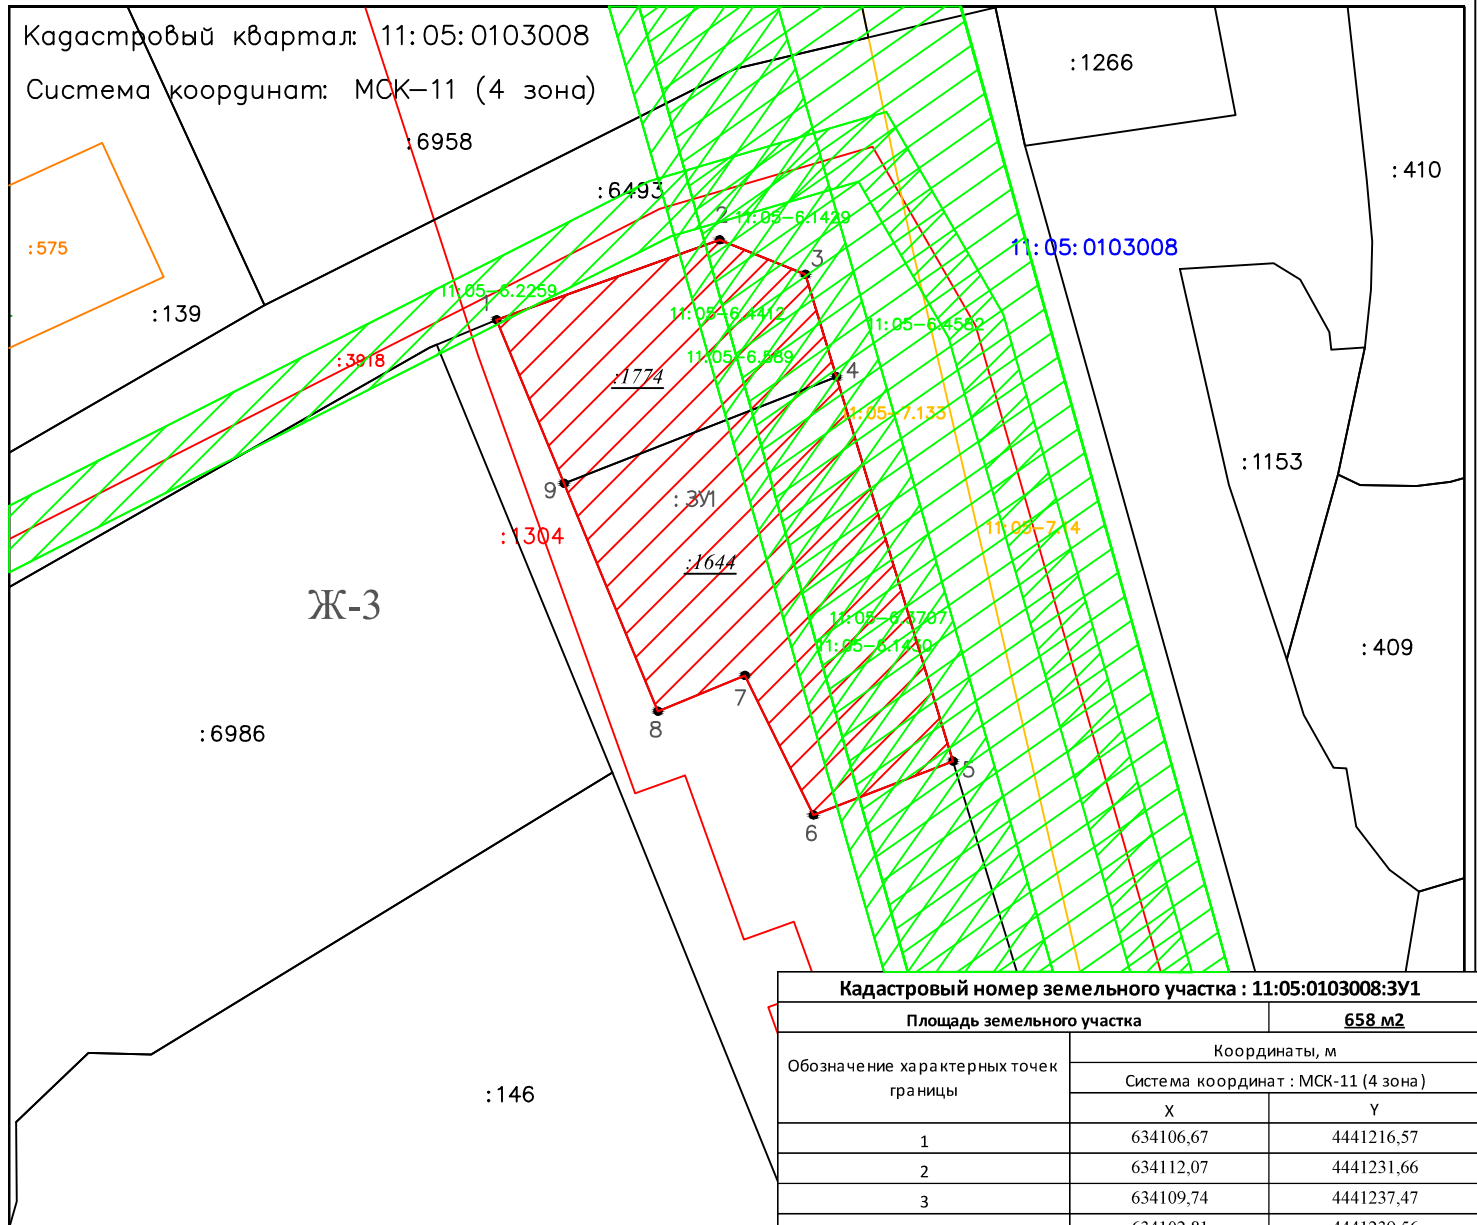 Кадастровый квартал: 11:05:0103008
Система координат: МСК-11 (4 зона)
:1266
:6958
:410
:6493
2
11:05-6.1429
:575
11:05:0103008
3
11:05-6.2259
1
:139
11:05-6.4412
11:05-6.4582
:3918
11:05-6.589
:1774
4
11:05-7.133
:1153
9
:ЗУ1
:1304
11:05-7.14
:1644
Ж-3
11:05-6.3707
11:05-6.1430
:409
7
8
:6986
5
6
Кадастровый номер земельного участка : 11:05:0103008:ЗУ1
Площадь земельного участка 658 м2
Обозначение характерных точек границы
Координаты, м
Система координат : МСК-11 (4 зона)
X Y
:146
1 634106,67 4441216,57
2 634112,07 4441231,66
3 634109,74 4441237,47
634102,81 4441239,56